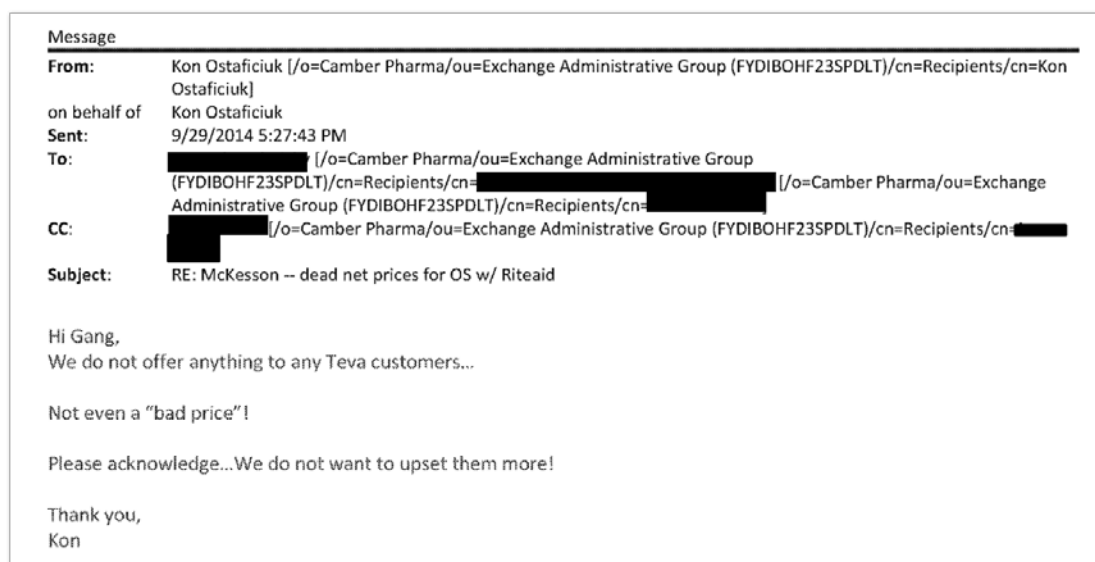 Message
From: Kon Ostaficiuk [/o=Camber Pharma/ou=Exchange Administrative Group (FYDIBOHF23SPDLT)/cn=Recipients/cn=Kon
Ostaficiuk]
on behalf of Kon Ostaficiuk
Sent: 9/29/2014 5:27:43 PM
To: [/o=Camber Pharma/ou=Exchange Administrative Group
(FYDIBOHF23SPDLT)/cn=Recipients/cn= [/o=Camber Pharma/ou=Exchange
Administrative Group (FYDIBOHF23SPDLT)/cn=Recipients/cn= ]
CC: [/o=Camber Pharma/ou=Exchange Administrative Group (FYDIBOHF23SPDLT)/cn=Recipients/cn=
Subject: RE: McKesson -- dead net prices for OS w/ Riteaid
Hi Gang,
We do not offer anything to any Teva customers...
Not even a “bad price”!
Please acknowledge...We do not want to upset them more!
Thank you,
Kon